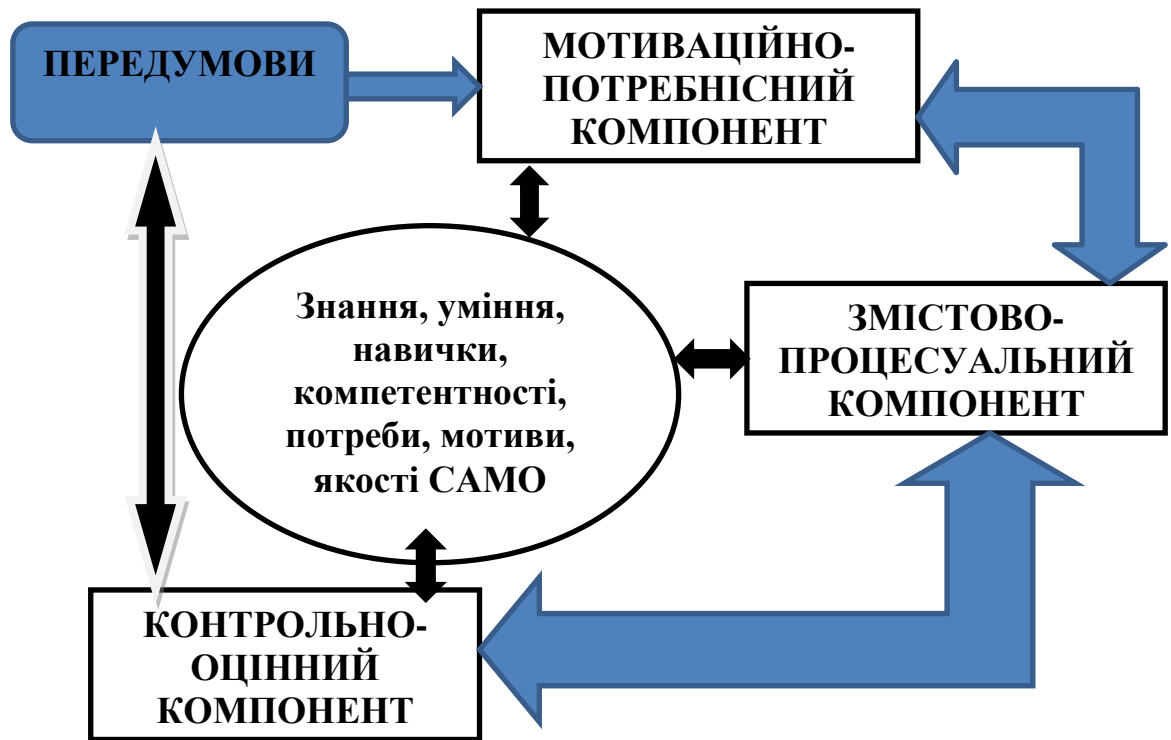 ПЕРЕДУМОВИ
МОТИВАЦІЙНО-
ПОТРЕБНІСНИЙ
КОМПОНЕНТ
Знання, уміння,
навички,
компетентності,
потреби, мотиви,
якості САМО
ЗМІСТОВО-
ПРОЦЕСУАЛЬНИЙ
КОМПОНЕНТ
КОНТРОЛЬНО-
ОЦІННИЙ
КОМПОНЕНТ